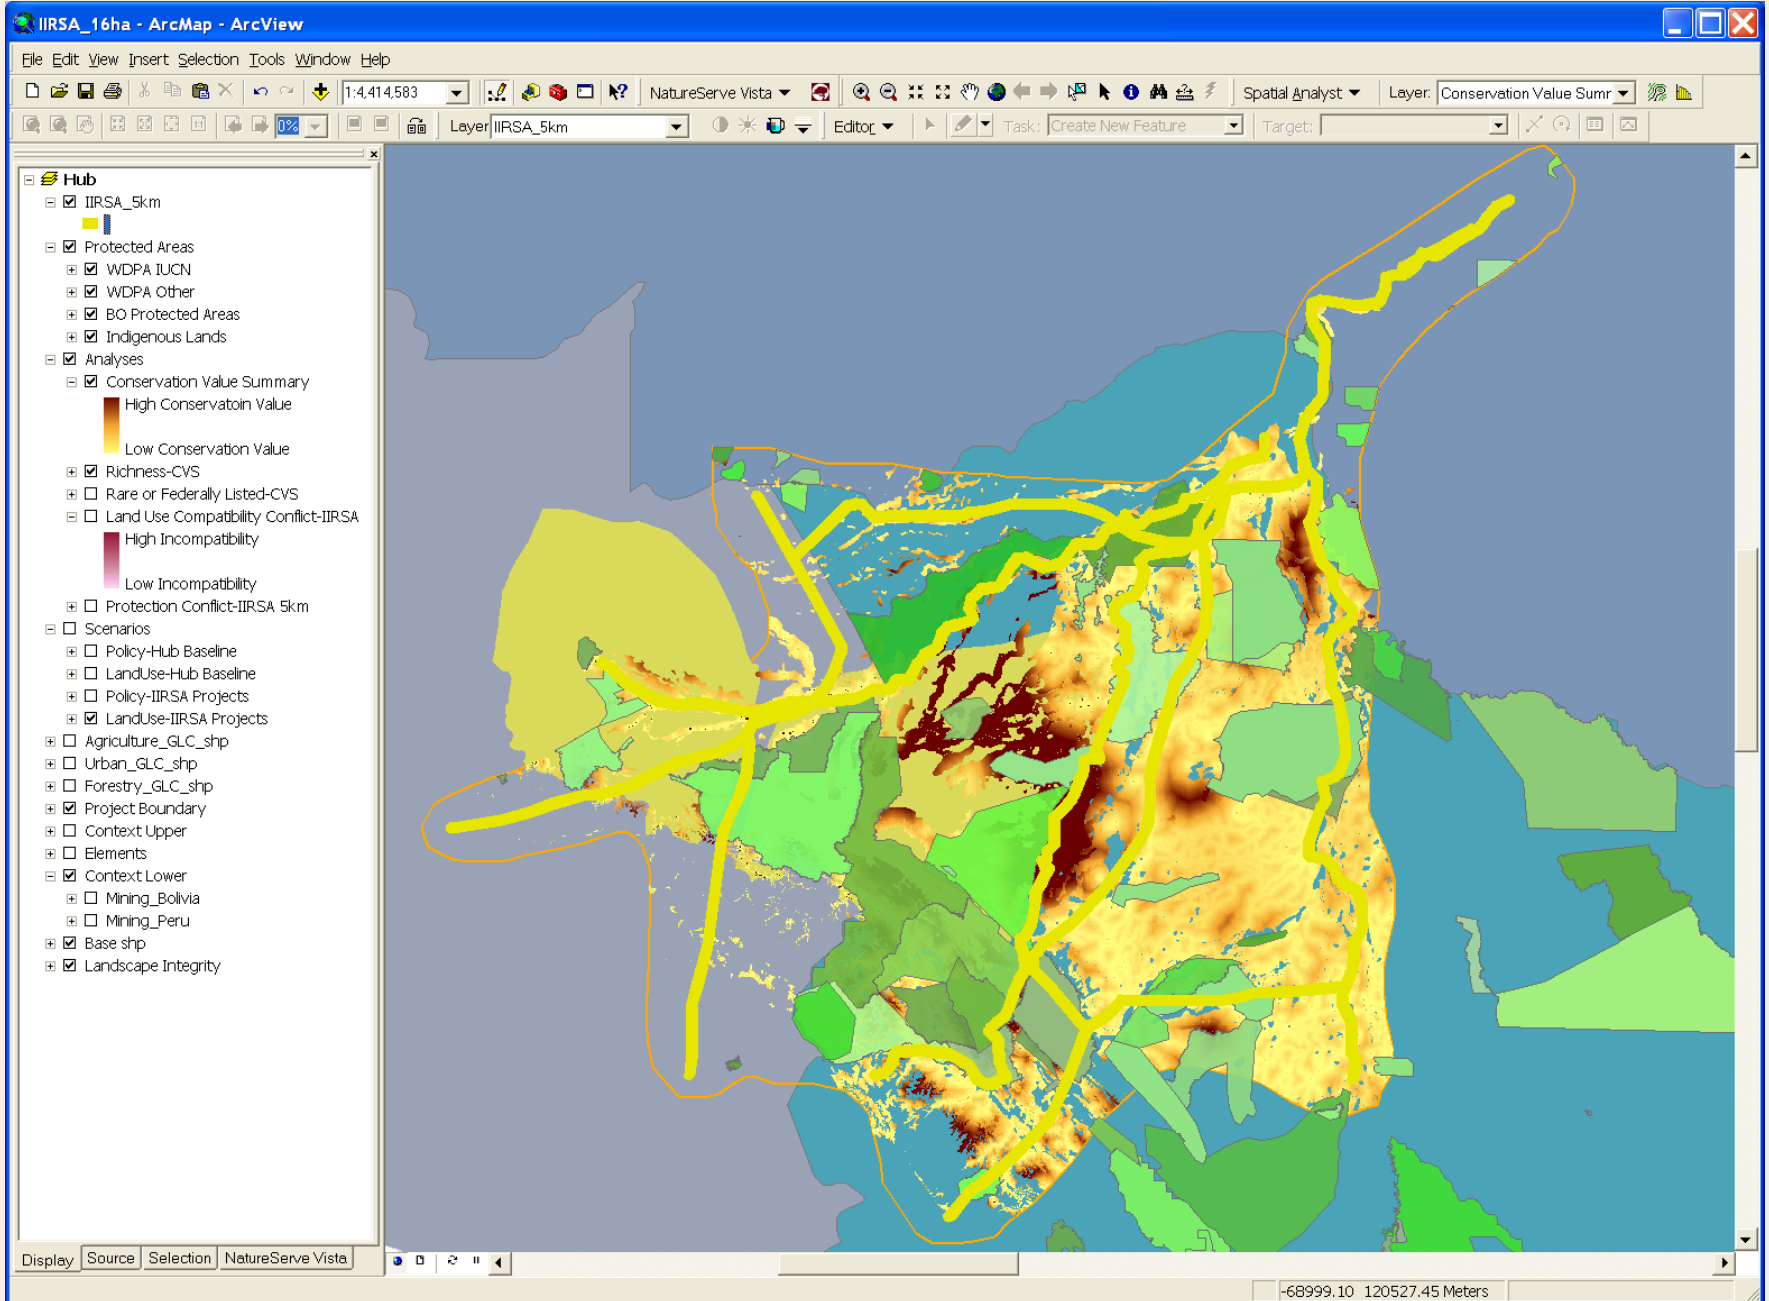 IIRSA_16ha - ArcMap - ArcView
File Edit View Insert Selection Tools Window Help
1:4,414,583 NatureServe Vista Spatial Analyst Layer: Conservation Value Sumr
0% Layer IIRSA_5km Editor Task: Create New Feature Target:
Hub
IIRSA_5km
Protected Areas
WDPA IUCN
WDPA Other
BO Protected Areas
Indigenous Lands
Analyses
Conservation Value Summary
High Conservatoin Value
Low Conservation Value
Richness-CVS
Rare or Federally Listed-CVS
Land Use Compatibility Conflict-IIRSA
High Incompatibility
Low Incompatibility
Protection Conflict-IIRSA 5km
Scenarios
Policy-Hub Baseline
LandUse-Hub Baseline
Policy-IIRSA Projects
LandUse-IIRSA Projects
Agriculture_GLC_shp
Urban_GLC_shp
Forestry_GLC_shp
Project Boundary
Context Upper
Elements
Context Lower
Mining_Bolivia
Mining_Peru
Base shp
Landscape Integrity
Display Source Selection NatureServe Vista
-68999.10 120527.45 Meters